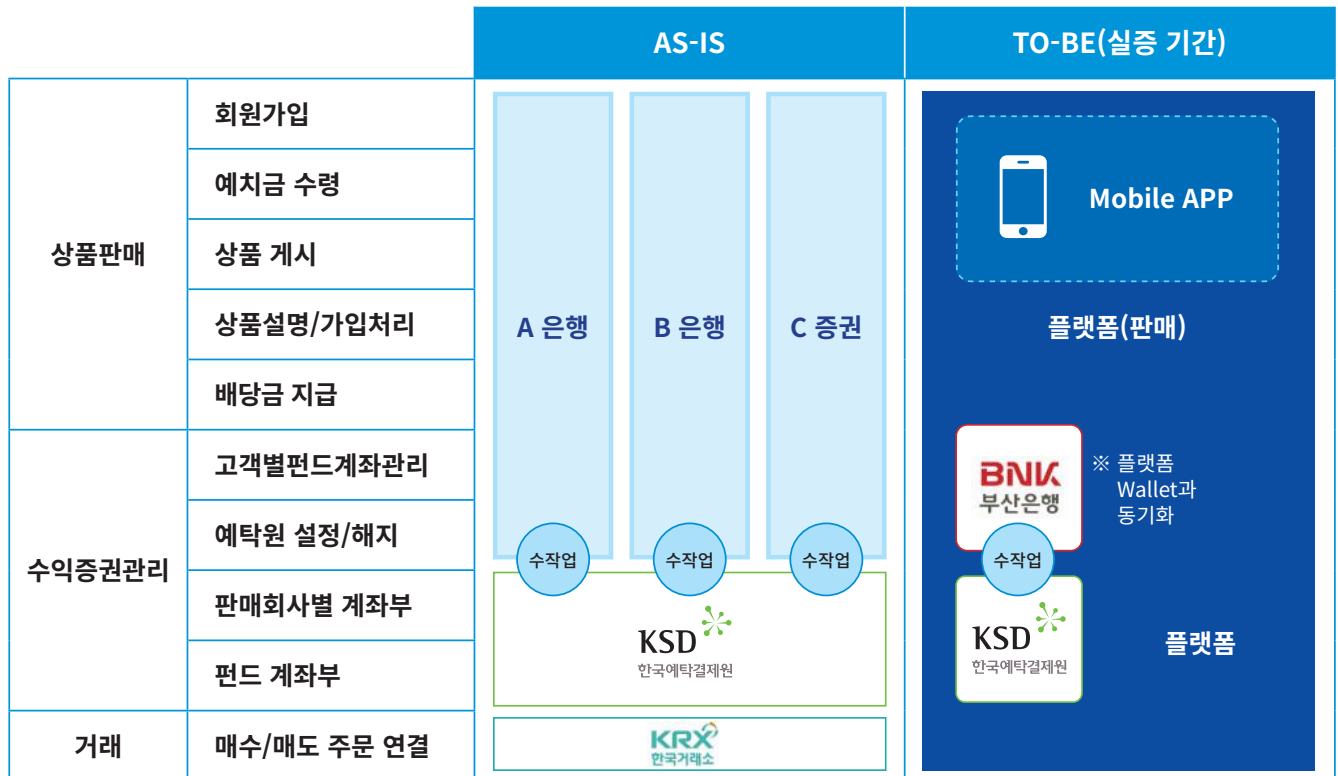 AS-IS
TO-BE(실증 기간)
상품판매
회원가입
예치금 수령
상품 게시
상품설명/가입처리
배당금 지급
수익증권관리
고객별펀드계좌관리
예탁원 설정/해지
판매회사별 계좌부
펀드 계좌부
거래
매수/매도 주문 연결
A 은행
B 은행
C 증권
수작업
수작업
수작업
KSD
한국예탁결제원
KRX
한국거래소
Mobile APP
플랫폼(판매)
BNK
부산은행
※ 플랫폼
Wallet과
동기화
수작업
KSD
한국예탁결제원
플랫폼